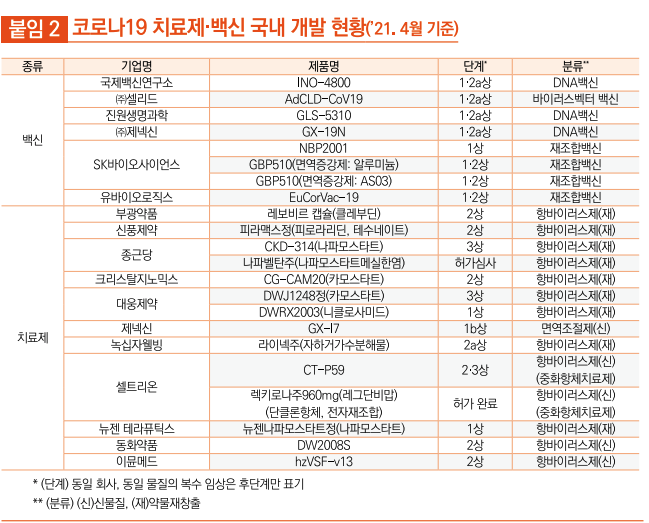 붙임 2 코로나19 치료제·백신 국내 개발 현황('21. 4월 기준)
종류 기업명 제품명 단계* 분류**
백신
국제백신연구소 INO-4800 1·2a상 DNA백신
㈜셀리드 AdCLD-CoV19 1·2a상 바이러스벡터 백신
진원생명과학 GLS-5310 1·2a상 DNA백신
㈜제넥신 GX-19N 1·2a상 DNA백신
SK바이오사이언스
NBP2001 1상 재조합백신
GBP510(면역증강제: 알루미늄) 1·2상 재조합백신
GBP510(면역증강제: AS03) 1·2상 재조합백신
유바이오로직스 EuCorVac-19 1·2상 재조합백신
치료제
부광약품 레보비르 캡슐(클레부딘) 2상 항바이러스제(재)
신풍제약 피라맥스정(피로라리딘, 테수네이트) 2상 항바이러스제(재)
종근당
CKD-314(나파모스타트) 3상 항바이러스제(재)
나파벨탄주(나파모스타트메실한염) 허가심사 항바이러스제(재)
크리스탈지노믹스 CG-CAM20(카모스타트) 2상 항바이러스제(재)
대웅제약
DWJ1248정(카모스타트) 3상 항바이러스제(재)
DWRX2003(니클로사미드) 1상 항바이러스제(재)
제넥신 GX-I7 1b상 면역조절제(신)
녹십자웰빙 라이넥주(자하거가수분해물) 2a상 항바이러스제(재)
셀트리온
CT-P59 2·3상 항바이러스제(신)
(중화항체치료제)
렉키로나주960mg(레그단비맙) 허가 완료 항바이러스제(신)
(단클론항체, 전자재조합) (중화항체치료제)
뉴젠 테라퓨틱스 뉴젠나파모스타트정(나파모스타트) 1상 항바이러스제(재)
동화약품 DW2008S 2상 항바이러스제(신)
이뮨메드 hzVSF-v13 2상 항바이러스제(신)
* (단계) 동일 회사, 동일 물질의 복수 임상은 후단계만 표기
** (분류) (신)신물질, (재)약물재창출